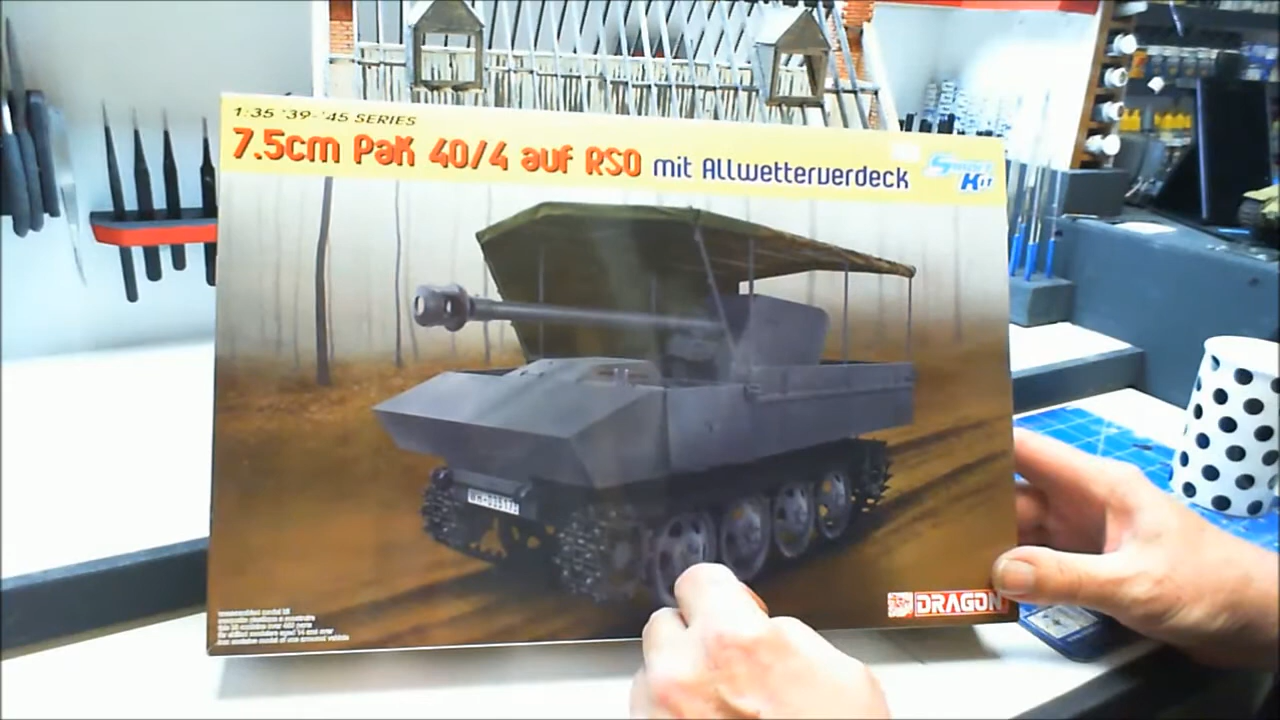 1:35 '39-'45 SERIES
7.5cm PaK 40/4 auf RSO mit Allwetterverdeck
Smart Kit
WH-
DRAGON